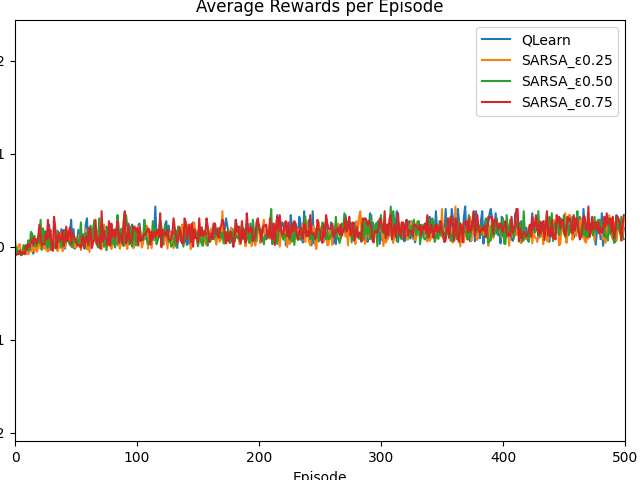 Average Rewards per Episode
QLearn
SARSA_ε0.25
SARSA_ε0.50
SARSA_ε0.75
2
1
0
1
2
0 100 200 300 400 500
Episode